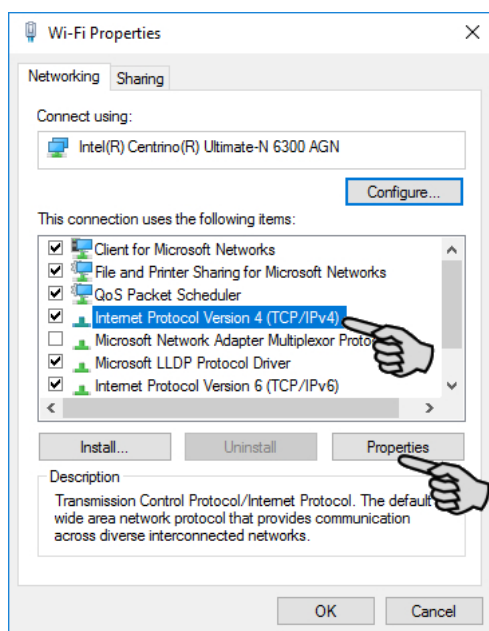 Wi-Fi Properties
Networking
Sharing
Connect using:
Intel(R) Centrino(R) Ultimate-N 6300 AGN
Configure...
This connection uses the following items:
Client for Microsoft Networks
File and Printer Sharing for Microsoft Networks
QoS Packet Scheduler
Internet Protocol Version 4 (TCP/IPv4)
Microsoft Network Adapter Multiplexor
Microsoft LLDP Protocol Driver
Internet Protocol Version 6 (TCP/IPv6)
Install...
Uninstall
Properties
Description
Transmission Control Protocol/Internet Protocol. The default
wide area network protocol that provides communication
across diverse interconnected networks.
OK
Cancel